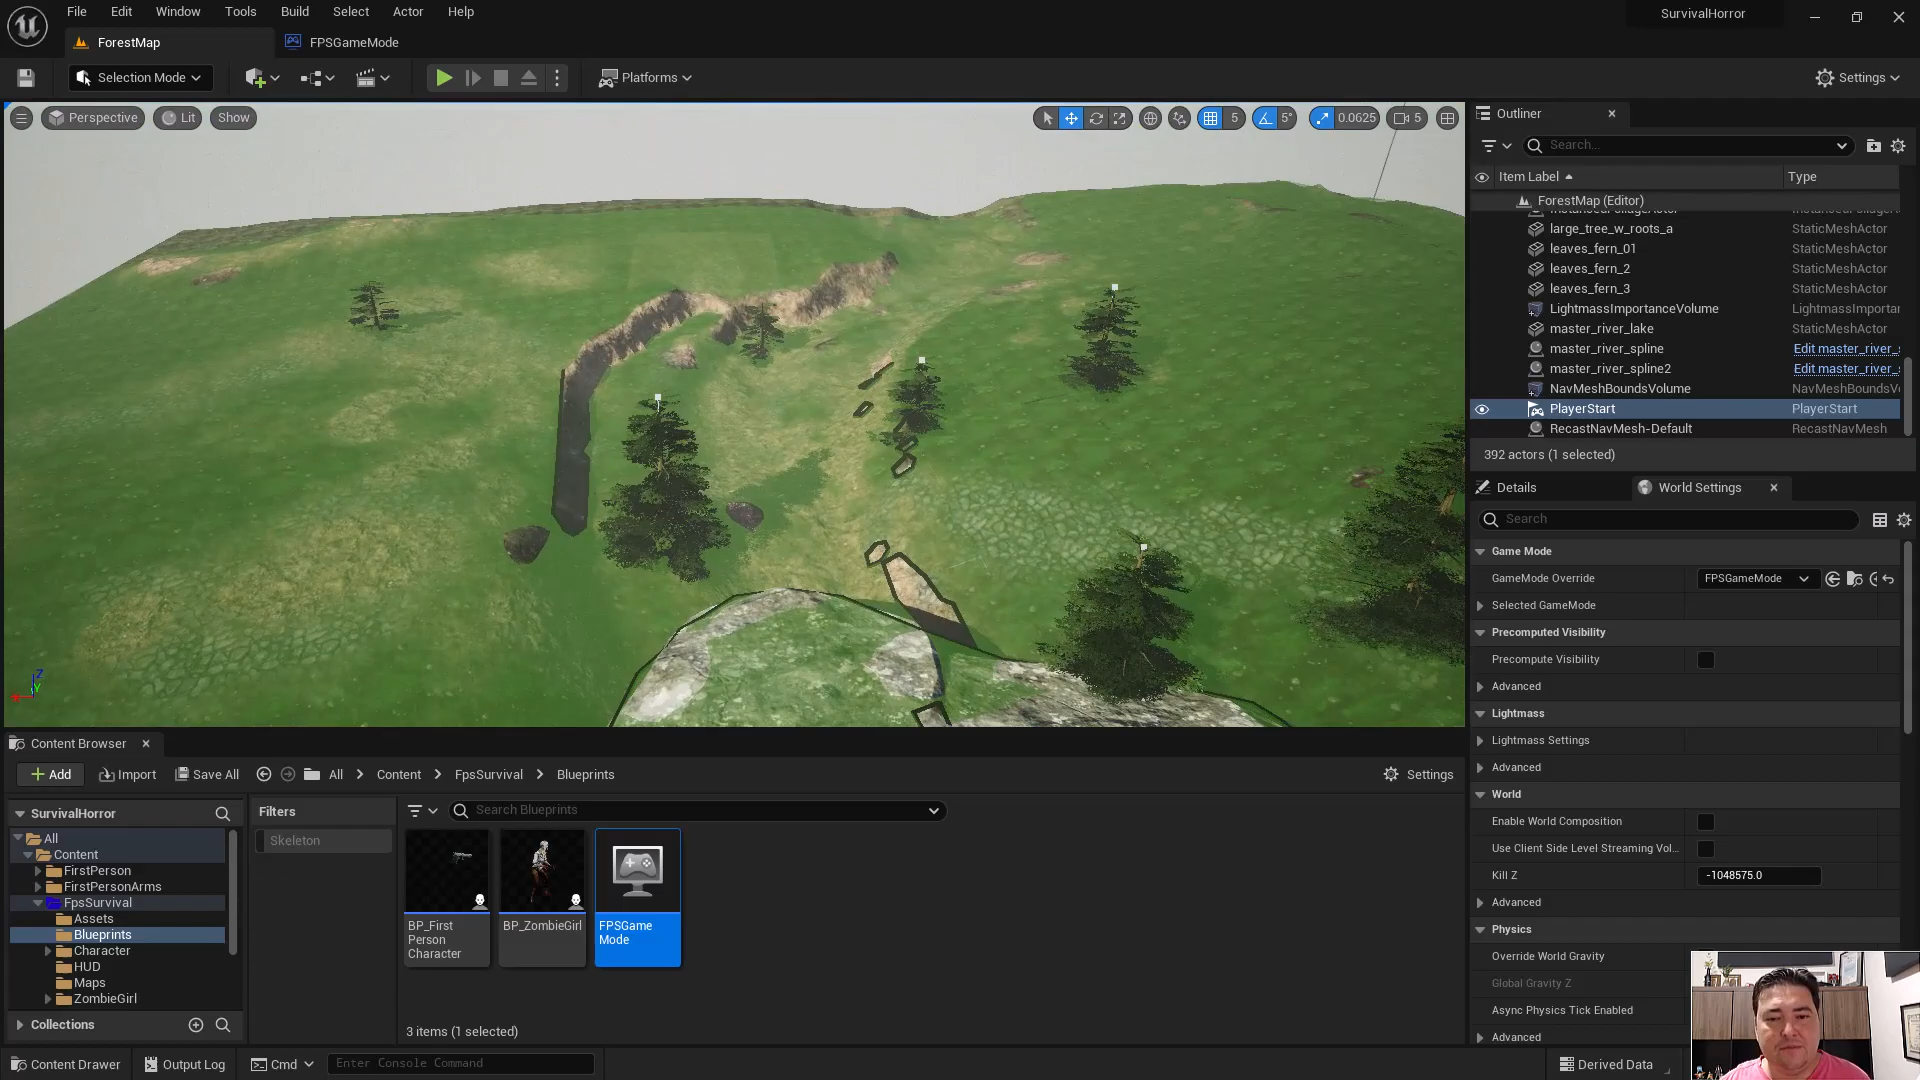 File Edit Window Tools Build Select Actor Help
SurvivalHorror
ForestMap
FPSGameMode
Selection Mode
Platforms
Settings
Perspective
Lit
Show
5
5°
0.0625
5
Outliner
Search...
Item Label
Type
ForestMap (Editor)
large_tree_w_roots_a StaticMeshActor
leaves_fern_01 StaticMeshActor
leaves_fern_2 StaticMeshActor
leaves_fern_3 StaticMeshActor
LightmassImportanceVolume LightmassImportar
master_river_lake StaticMeshActor
master_river_spline Edit master_river_s
master_river_spline2 Edit master_river_s
NavMeshBoundsVolume NavMeshBoundsVo
PlayerStart PlayerStart
RecastNavMesh-Default RecastNavMesh
392 actors (1 selected)
Details
World Settings
Search
Game Mode
GameMode Override FPSGameMode
Selected GameMode
Precomputed Visibility
Precompute Visibility
Advanced
Lightmass
Lightmass Settings
Advanced
World
Enable World Composition
Use Client Side Level Streaming Vol...
Kill Z -1048575.0
Advanced
Physics
Override World Gravity
Global Gravity Z
Async Physics Tick Enabled
Advanced
Z
Y
Content Browser
Add
Import
Save All
All > Content > FpsSurvival > Blueprints
Settings
SurvivalHorror
All
Content
FirstPerson
FirstPersonArms
FpsSurvival
Assets
Blueprints
Character
HUD
Maps
ZombieGirl
Collections
Filters
Skeleton
Search Blueprints
BP_First
Person
Character
BP_ZombieGirl
FPSGame
Mode
3 items (1 selected)
Content Drawer
Output Log
Cmd
Enter Console Command
Derived Data